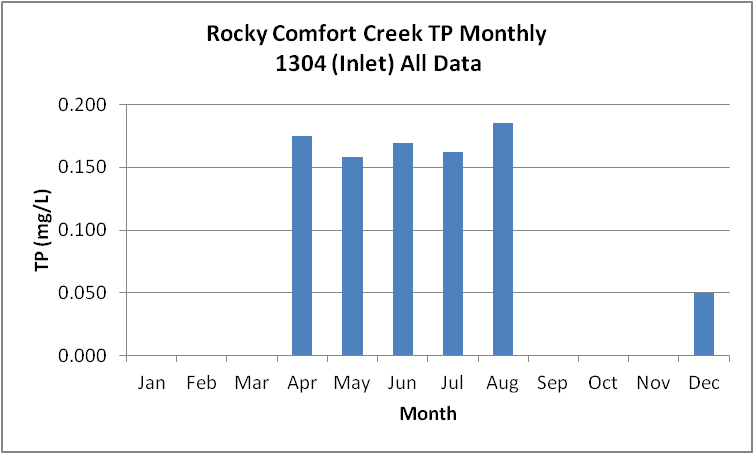 Rocky Comfort Creek TP Monthly
1304 (Inlet) All Data
0.200
0.150
0.100
0.050
0.000
TP (mg/L)
Jan Feb Mar Apr May Jun Jul Aug Sep Oct Nov Dec
Month